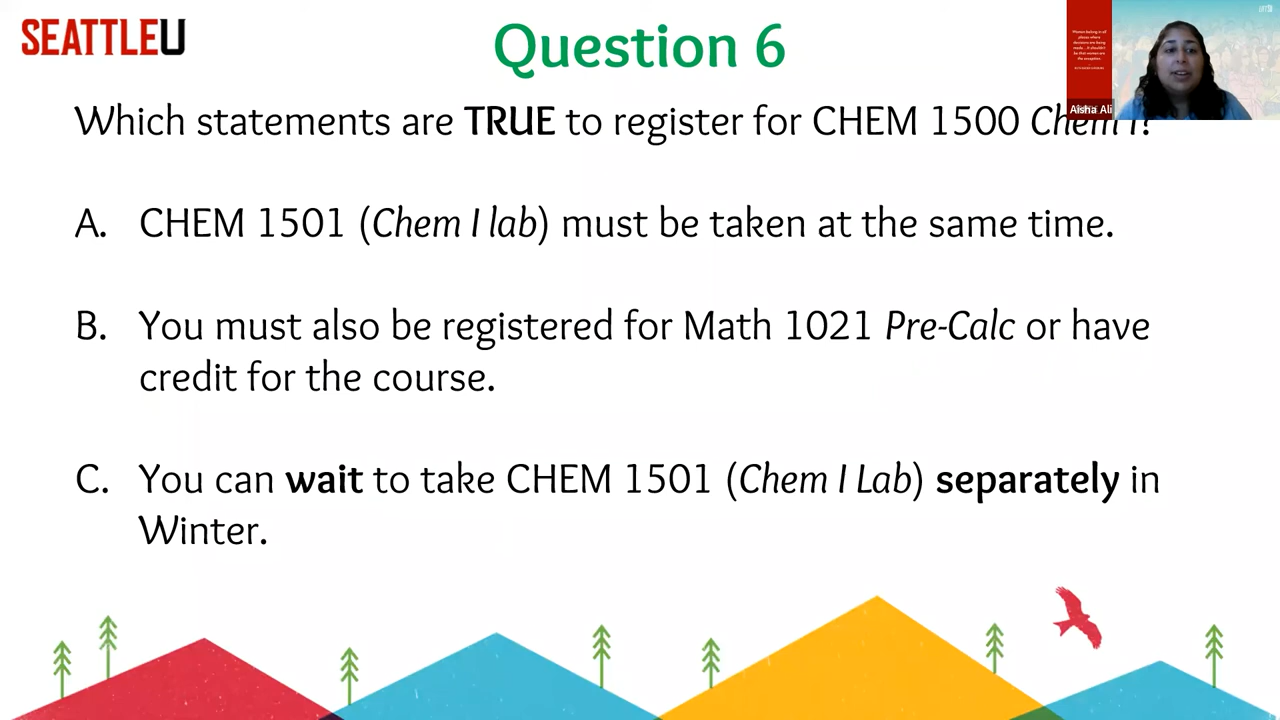 SEATTLEU
Question 6
Which statements are TRUE to register for CHEM 1500 Chem I?
Aisha Ali
A. CHEM 1501 (Chem I lab) must be taken at the same time.
B. You must also be registered for Math 1021 Pre-Calc or have
credit for the course.
C. You can wait to take CHEM 1501 (Chem I Lab) separately in
Winter.